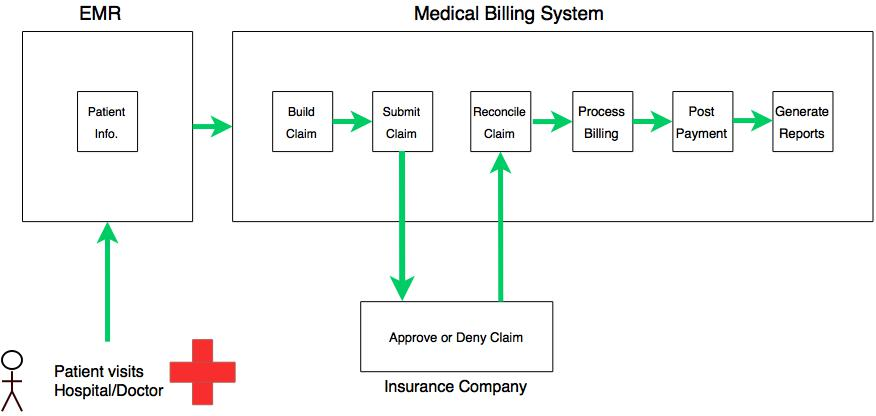 EMR
Medical Billing System
Patient
Info.
Build
Claim
Submit
Claim
Reconcile
Claim
Process
Billing
Post
Payment
Generate
Reports
Approve or Deny Claim
Insurance Company
Patient visits
Hospital/Doctor